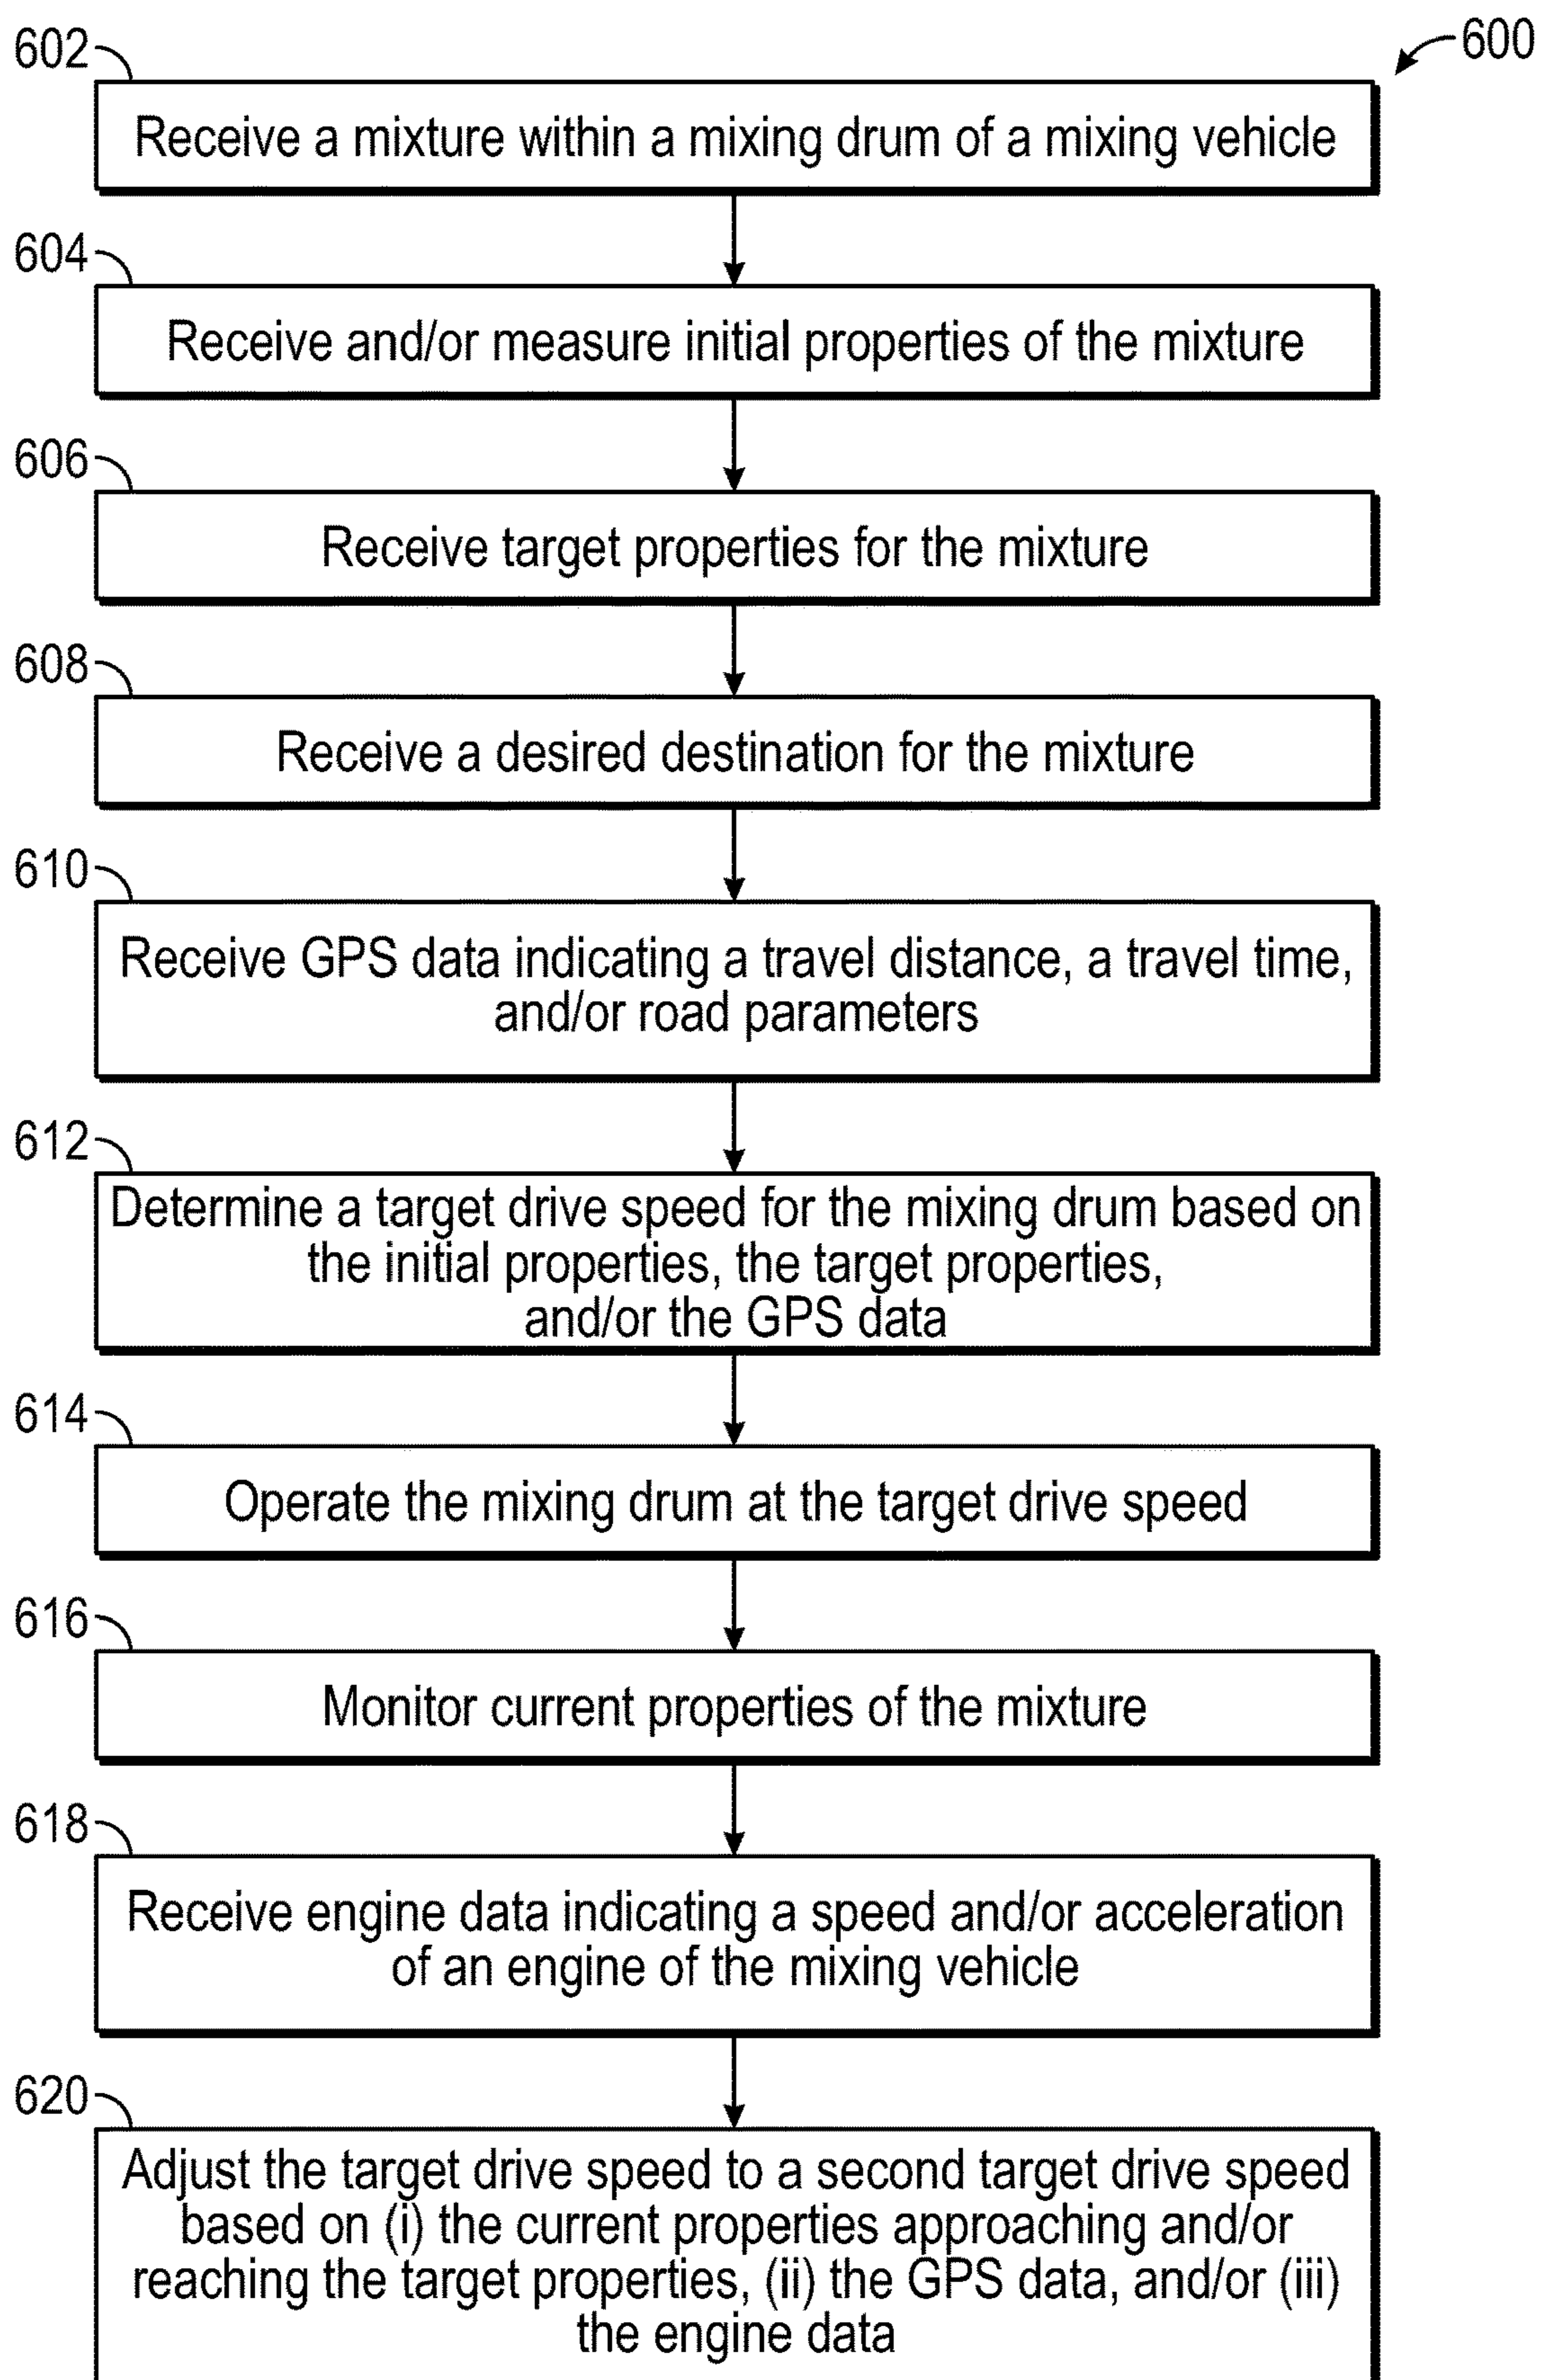 600
602
Receive a mixture within a mixing drum of a mixing vehicle
604
Receive and/or measure initial properties of the mixture
606
Receive target properties for the mixture
608
Receive a desired destination for the mixture
610
Receive GPS data indicating a travel distance, a travel time,
and/or road parameters
612
Determine a target drive speed for the mixing drum based on
the initial properties, the target properties,
and/or the GPS data
614
Operate the mixing drum at the target drive speed
616
Monitor current properties of the mixture
618
Receive engine data indicating a speed and/or acceleration
of an engine of the mixing vehicle
620
Adjust the target drive speed to a second target drive speed
based on (i) the current properties approaching and/or
reaching the target properties, (ii) the GPS data, and/or (iii)
the engine data